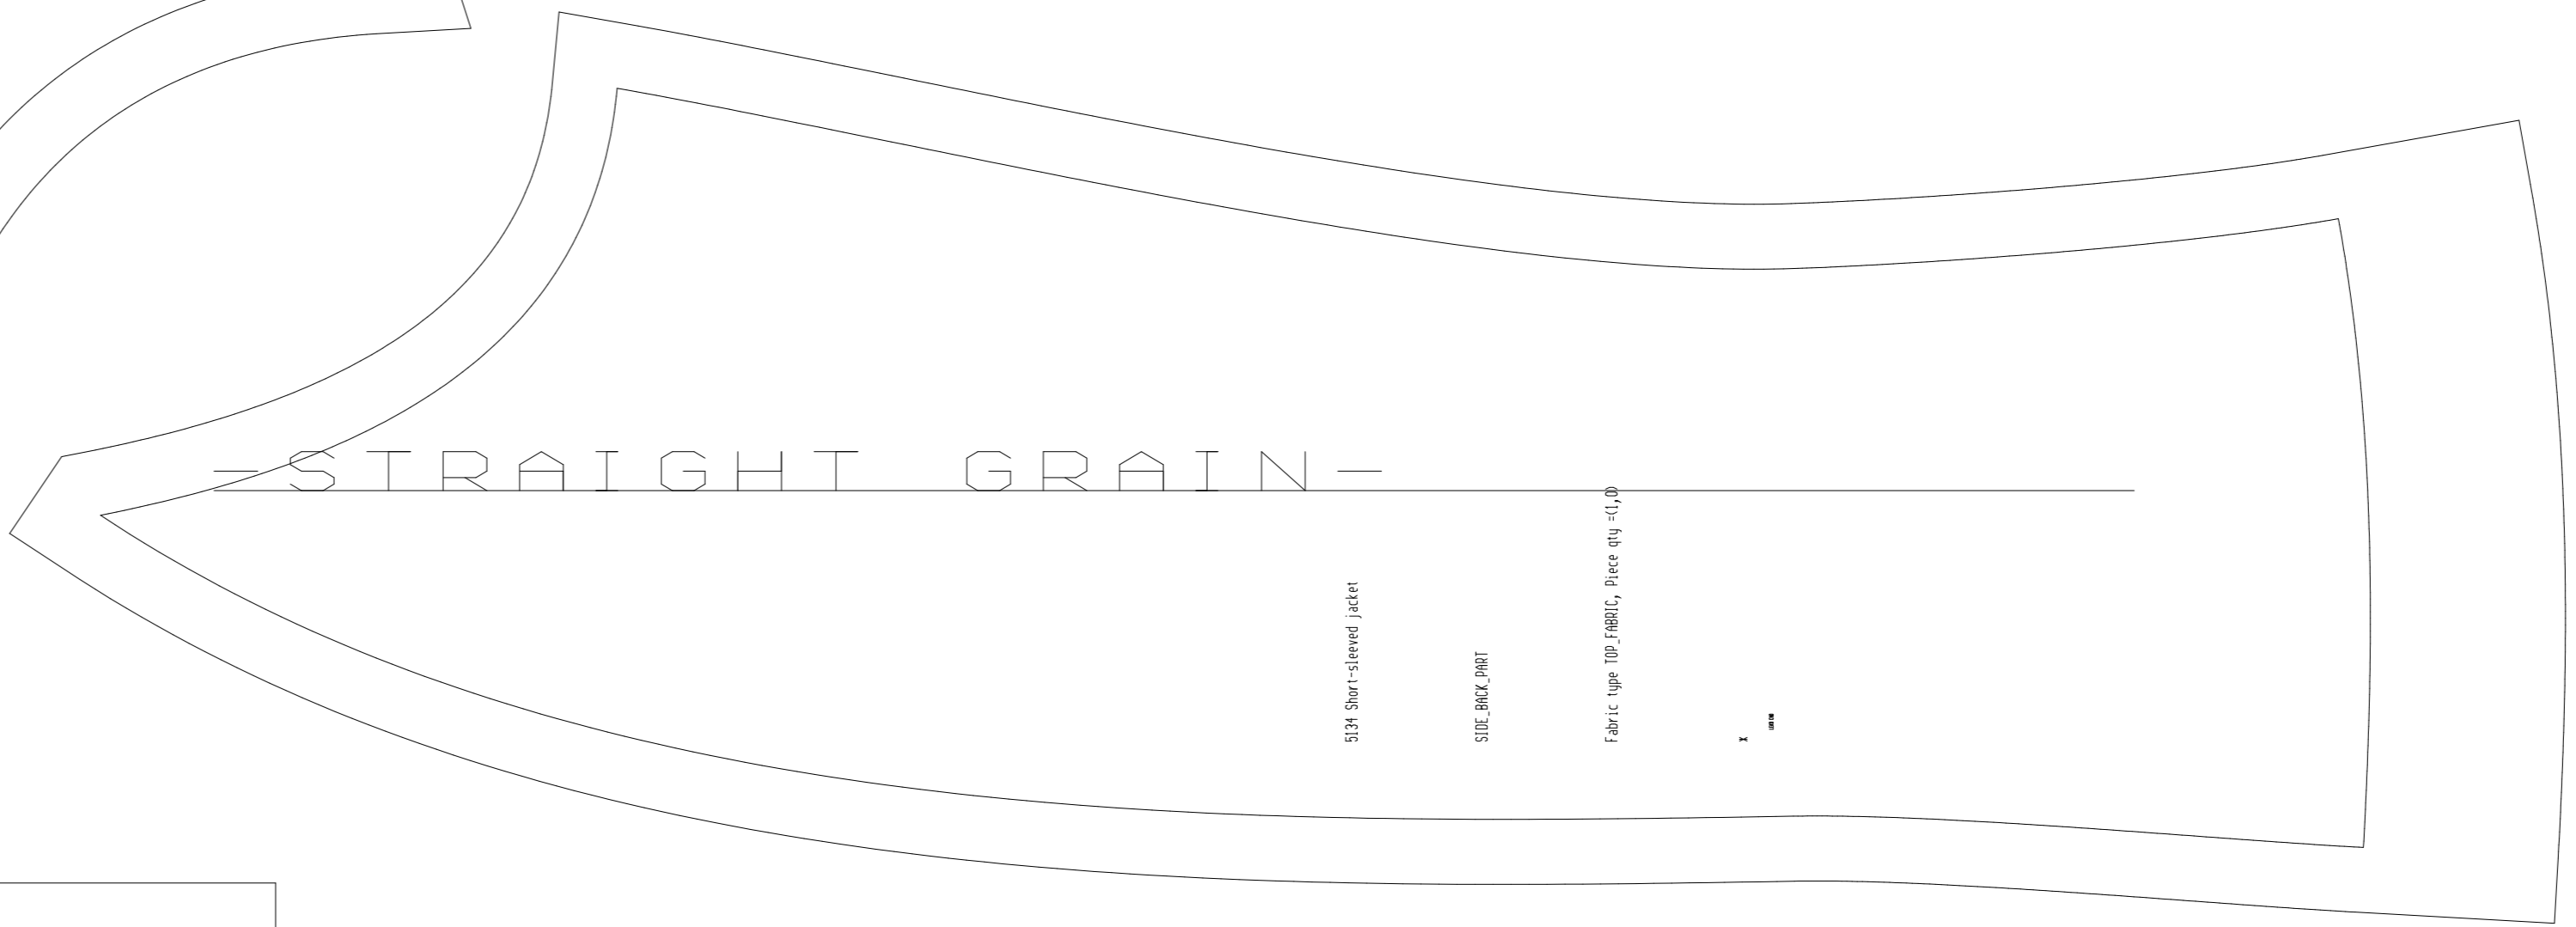 -STRAIGHT GRAIN-
5134 Short-sleeved jacket
SIDE_BACK_PART
Fabric type TOP_FABRIC, Piece qty =(1,0)
X